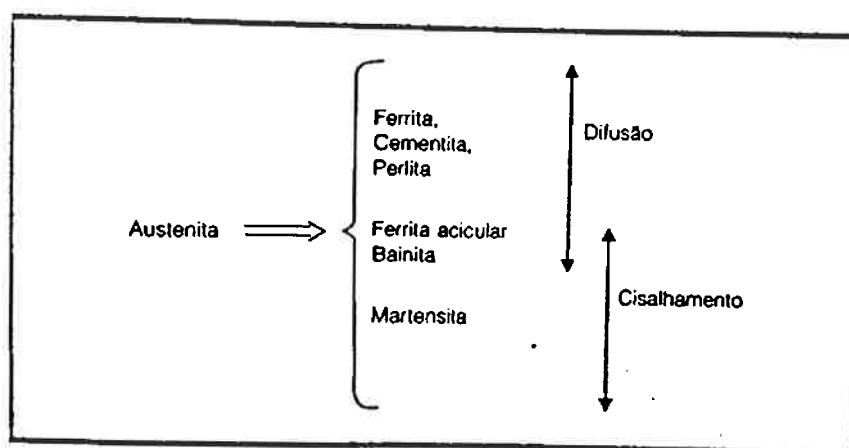 Ferrita,
Cementita,
Perlita
Difusão
Austenita
Ferrita acicular
Bainita
Cisalhamento
Martensita